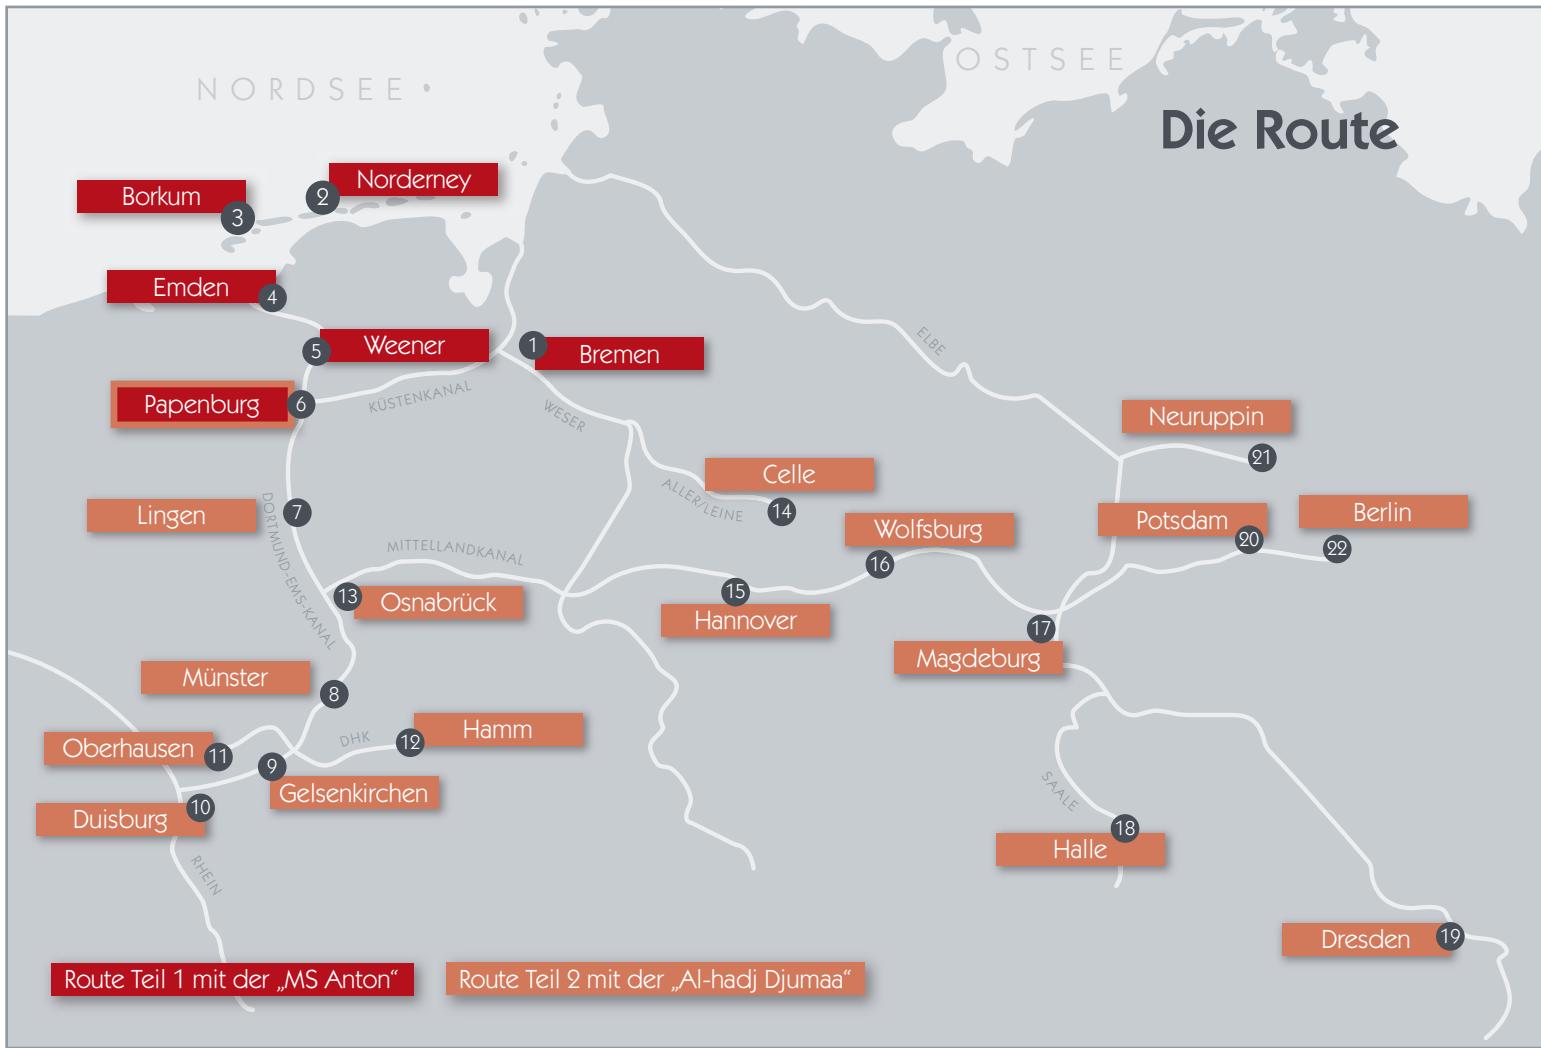 NORDSEE
OSTSEE
Die Route
Norderney
2
Borkum
3
Emden
4
Weener
5
1
Bremen
ELBE
Papenburg
6
KÜSTENKANAL
WESER
Neuruppin
21
Celle
14
ALLER/LEINE
Lingen
7
DORTMUND-EMS-KANAL
Wolfsburg
16
Potsdam
20
Berlin
22
MITTELLANDKANAL
13
Osnabrück
15
Hannover
17
Magdeburg
Münster
8
Oberhausen
11
DHK
12
Hamm
9
Gelsenkirchen
10
Duisburg
SAALE
18
Halle
RHEIN
Dresden
19
Route Teil 1 mit der „MS Anton“
Route Teil 2 mit der „Al-hadj Djumaa“